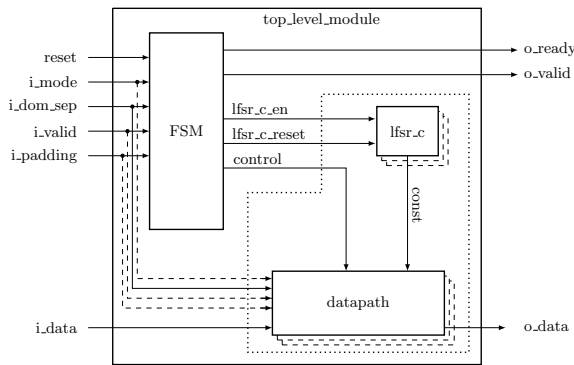 top_level_module
reset
i_mode
i_dom_sep
i_valid
i_padding
FSM
o_ready
o_valid
lfsr_c_en
lfsr_c_reset
control
lfsr_c
const
datapath
i_data
o_data